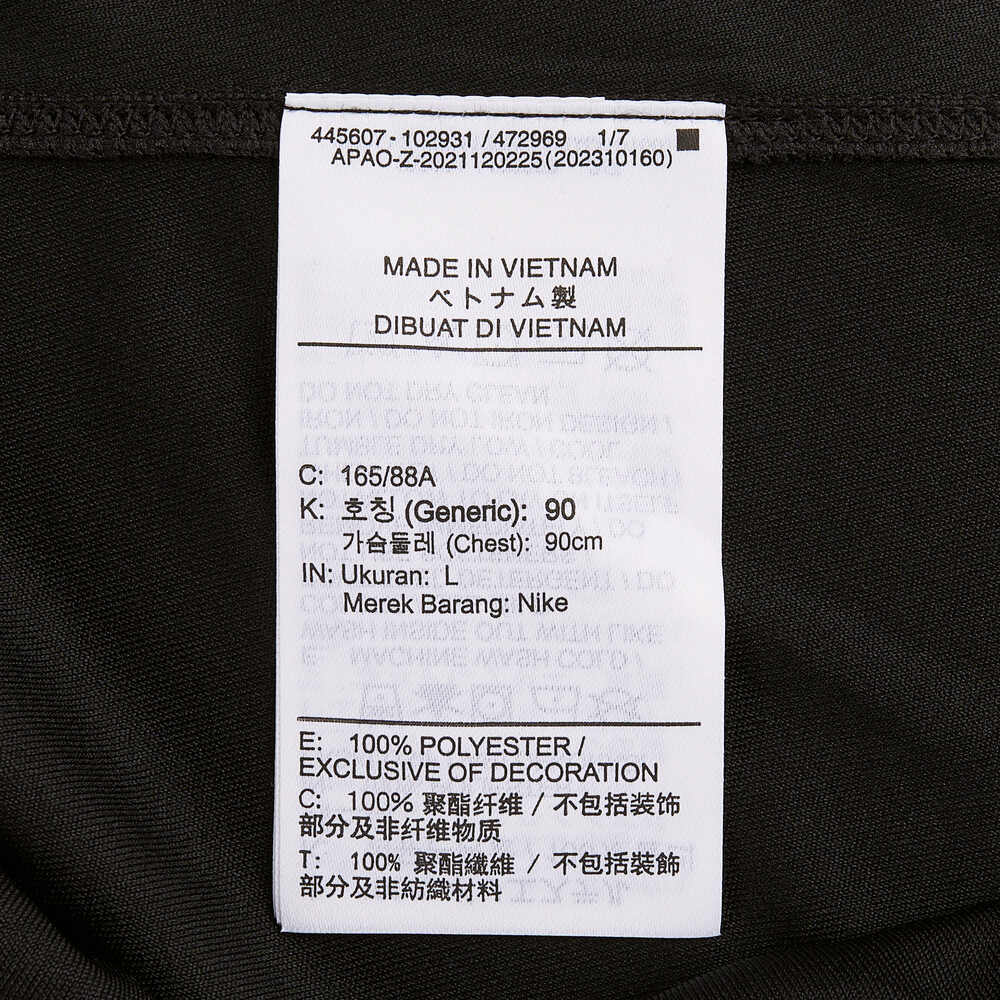 445607-102931 / 472969 1/7
APAO-Z-2021120225(202310160)
MADE IN VIETNAM
ベトナム製
DIBUAT DI VIETNAM
C: 165/88A
K: 호칭 (Generic): 90
가슴둘레 (Chest): 90cm
IN: Ukuran: L
Merek Barang: Nike
E: 100% POLYESTER /
EXCLUSIVE OF DECORATION
C: 100% 聚酯纤维 / 不包括装饰
部分及非纤维物质
T: 100% 聚酯纖維 / 不包括裝飾
部分及非紡織材料